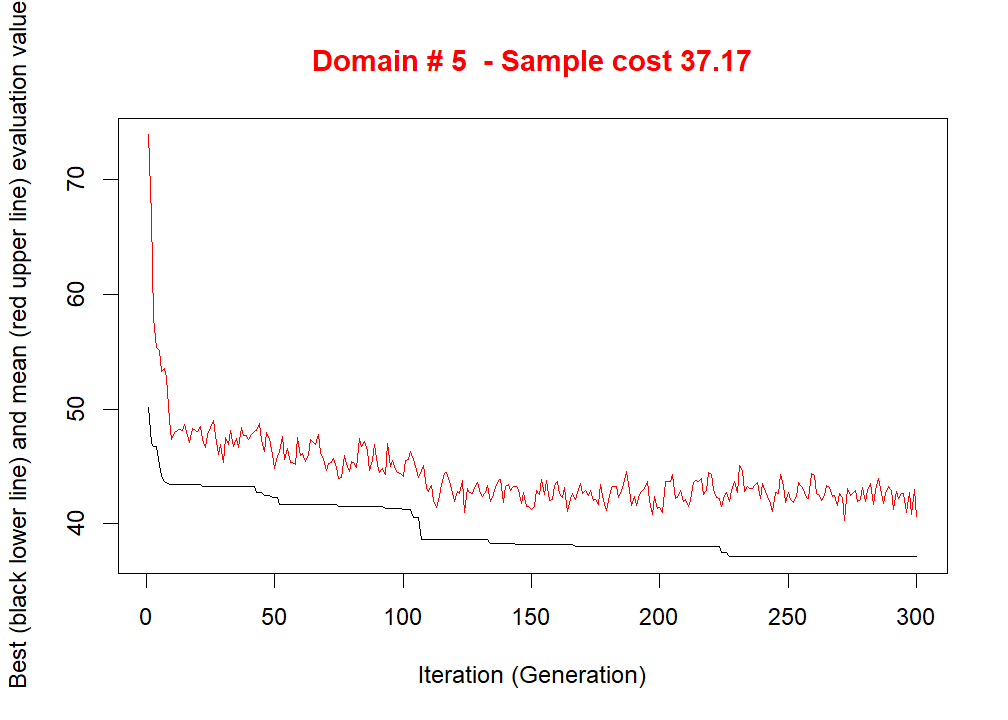 Domain # 5  - Sample cost 37.17
Best (black lower line) and mean (red upper line) evaluation value
70
60
50
40
0 50 100 150 200 250 300
Iteration (Generation)